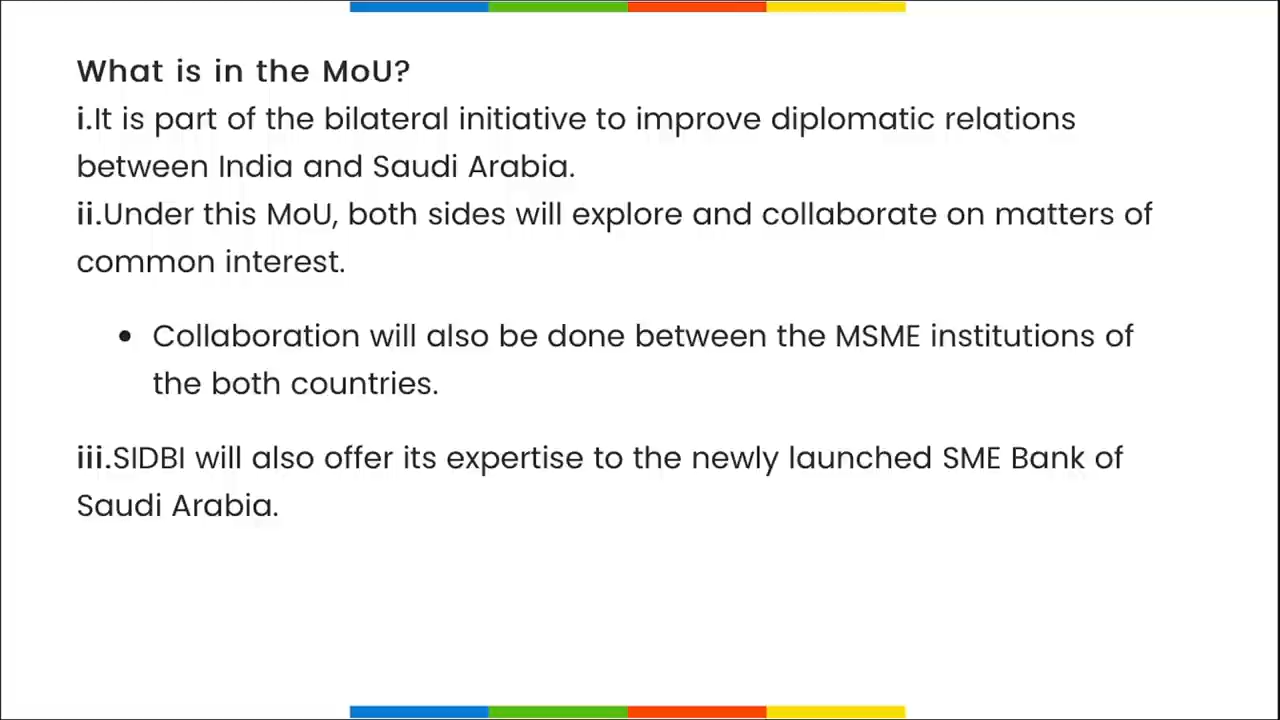 What is in the MoU?
i.It is part of the bilateral initiative to improve diplomatic relations
between India and Saudi Arabia.
ii.Under this MoU, both sides will explore and collaborate on matters of
common interest.
• Collaboration will also be done between the MSME institutions of
the both countries.
iii.SIDBI will also offer its expertise to the newly launched SME Bank of
Saudi Arabia.